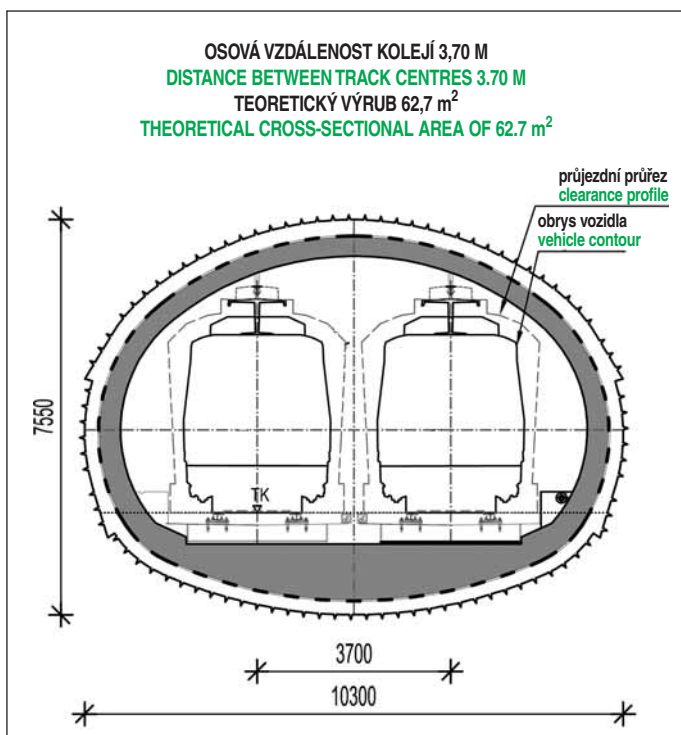 OSOVÁ VZDÁLENOST KOLEJÍ 3,70 M
DISTANCE BETWEEN TRACK CENTRES 3.70 M
TEORETICKÝ VÝRUB 62,7 m²
THEORETICAL CROSS-SECTIONAL AREA OF 62.7 m²
průjezdní průřez
clearance profile
obrys vozidla
vehicle contour
7550
TK
3700
10300